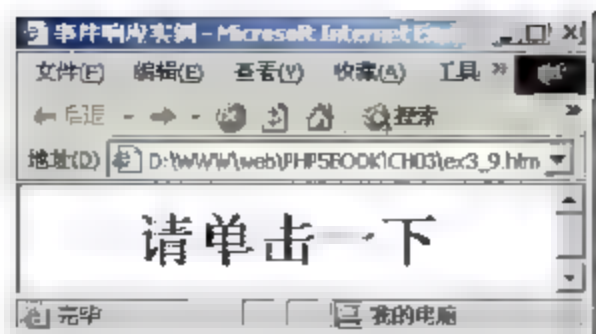 事件响应实例 - Microsoft Internet Exp
文件(F) 编辑(E) 查看(V) 收藏(A) 工具 »
后退 搜索 »
地址(D) D:\WWW\web\PHP5BOOK\CH03\ex3_9.htm
请单击一下
完毕 我的电脑